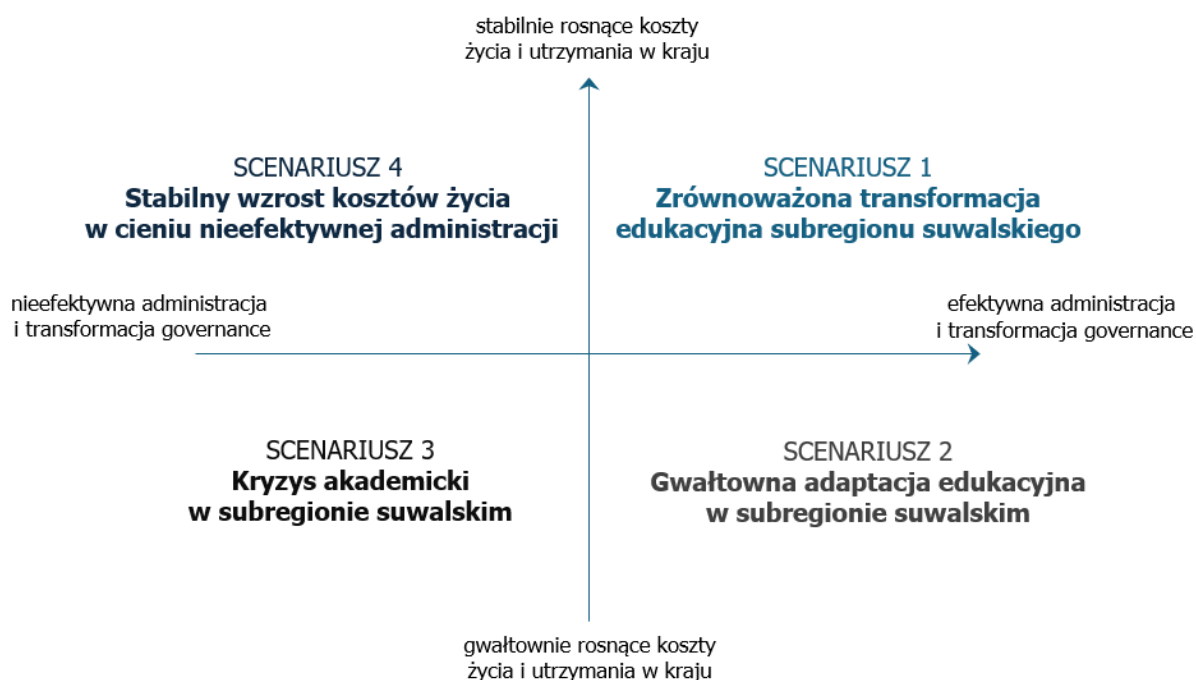 stabilnie rosnące koszty
życia i utrzymania w kraju
SCENARIUSZ 4
Stabilny wzrost kosztów życia
w cieniu nieefektywnej administracji
SCENARIUSZ 1
Zrównoważona transformacja
edukacyjna subregionu suwalskiego
nieefektywna administracja
i transformacja governance
efektywna administracja
i transformacja governance
SCENARIUSZ 3
Kryzys akademicki
w subregionie suwalskim
SCENARIUSZ 2
Gwałtowna adaptacja edukacyjna
w subregionie suwalskim
gwałtownie rosnące koszty
życia i utrzymania w kraju